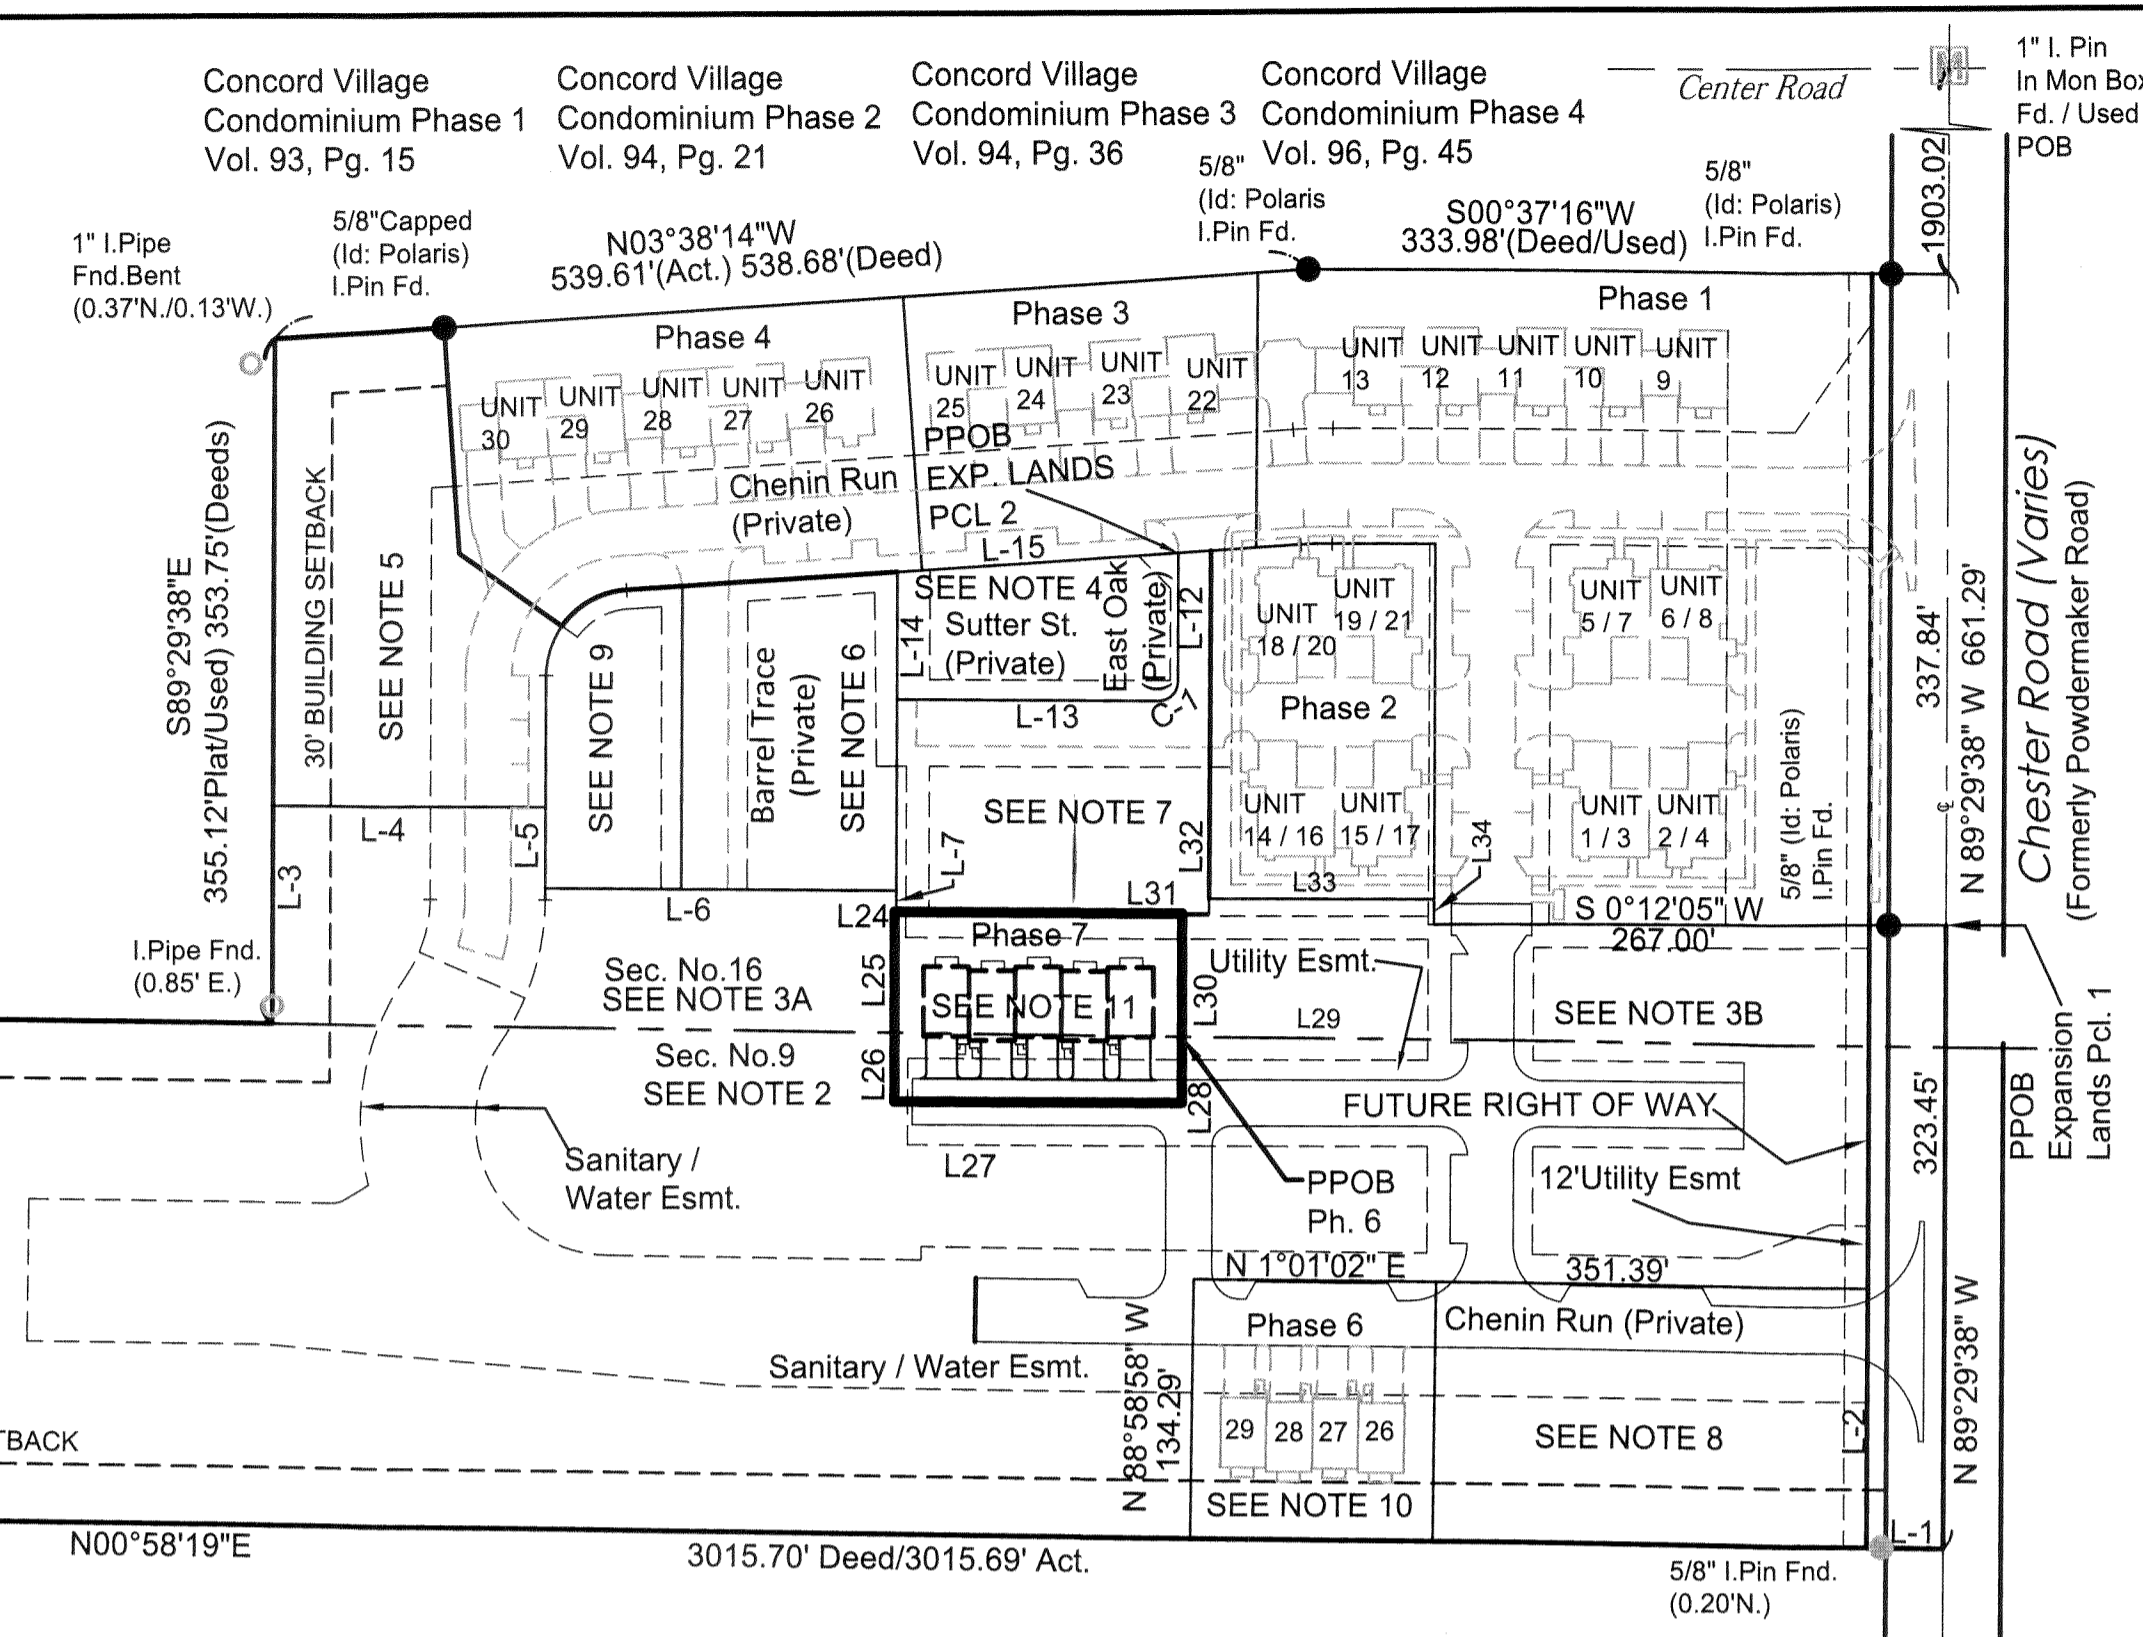 Concord Village
Condominium Phase 1
Vol. 93, Pg. 15
Concord Village
Condominium Phase 2
Vol. 94, Pg. 21
Concord Village
Condominium Phase 3
Vol. 94, Pg. 36
Concord Village
Condominium Phase 4
Vol. 96, Pg. 45
Center Road
M
1" I. Pin
In Mon Box
Fd. / Used
POB
1903.02
1" I.Pipe
Fnd.Bent
(0.37'N./0.13'W.)
5/8"Capped
(Id: Polaris)
I.Pin Fd.
N03°38'14"W
539.61'(Act.) 538.68'(Deed)
5/8"
(Id: Polaris
I.Pin Fd.
S00°37'16"W
333.98'(Deed/Used)
5/8"
(Id: Polaris)
I.Pin Fd.
Phase 4
Phase 3
Phase 1
UNIT
30
UNIT
29
UNIT
28
UNIT
27
UNIT
26
UNIT
25
UNIT
24
UNIT
23
UNIT
22
UNIT
13
UNIT
12
UNIT
11
UNIT
10
UNIT
9
PPOB
EXP. LANDS
PCL 2
Chenin Run
(Private)
L-15
S89°29'38"E
355.12'Plat/Used) 353.75'(Deeds)
30' BUILDING SETBACK
SEE NOTE 5
SEE NOTE 9
Barrel Trace
(Private)
SEE NOTE 6
L-14
SEE NOTE 4
Sutter St.
(Private)
East Oak
(Private)
L-12
L-13
C-7
UNIT
18 / 20
UNIT
19 / 21
Phase 2
UNIT
14 / 16
UNIT
15 / 17
L33
L34
UNIT
5 / 7
UNIT
6 / 8
UNIT
1 / 3
UNIT
2 / 4
5/8" (Id: Polaris)
I.Pin Fd.
337.84'
N 89°29'38" W 661.29'
Chester Road (Varies)
(Formerly Powdermaker Road)
L-3
L-4
L-5
L-6
L-7
SEE NOTE 7
L32
L31
L24
S 0°12'05" W
267.00'
I.Pipe Fnd.
(0.85' E.)
Sec. No.16
SEE NOTE 3A
Sec. No.9
SEE NOTE 2
L25
L26
Phase 7
SEE NOTE 11
L30
L28
L27
Utility Esmt.
L29
SEE NOTE 3B
FUTURE RIGHT OF WAY
PPOB
Expansion
Lands Pcl. 1
323.45'
Sanitary /
Water Esmt.
PPOB
Ph. 6
12'Utility Esmt
N 1°01'02" E
351.39'
Phase 6
Chenin Run (Private)
N 88°58'58" W
134.29'
Sanitary / Water Esmt.
29
28
27
26
SEE NOTE 8
SEE NOTE 10
L-2
N 89°29'38" W
TBACK
N00°58'19"E
3015.70' Deed/3015.69' Act.
L-1
5/8" I.Pin Fnd.
(0.20'N.)